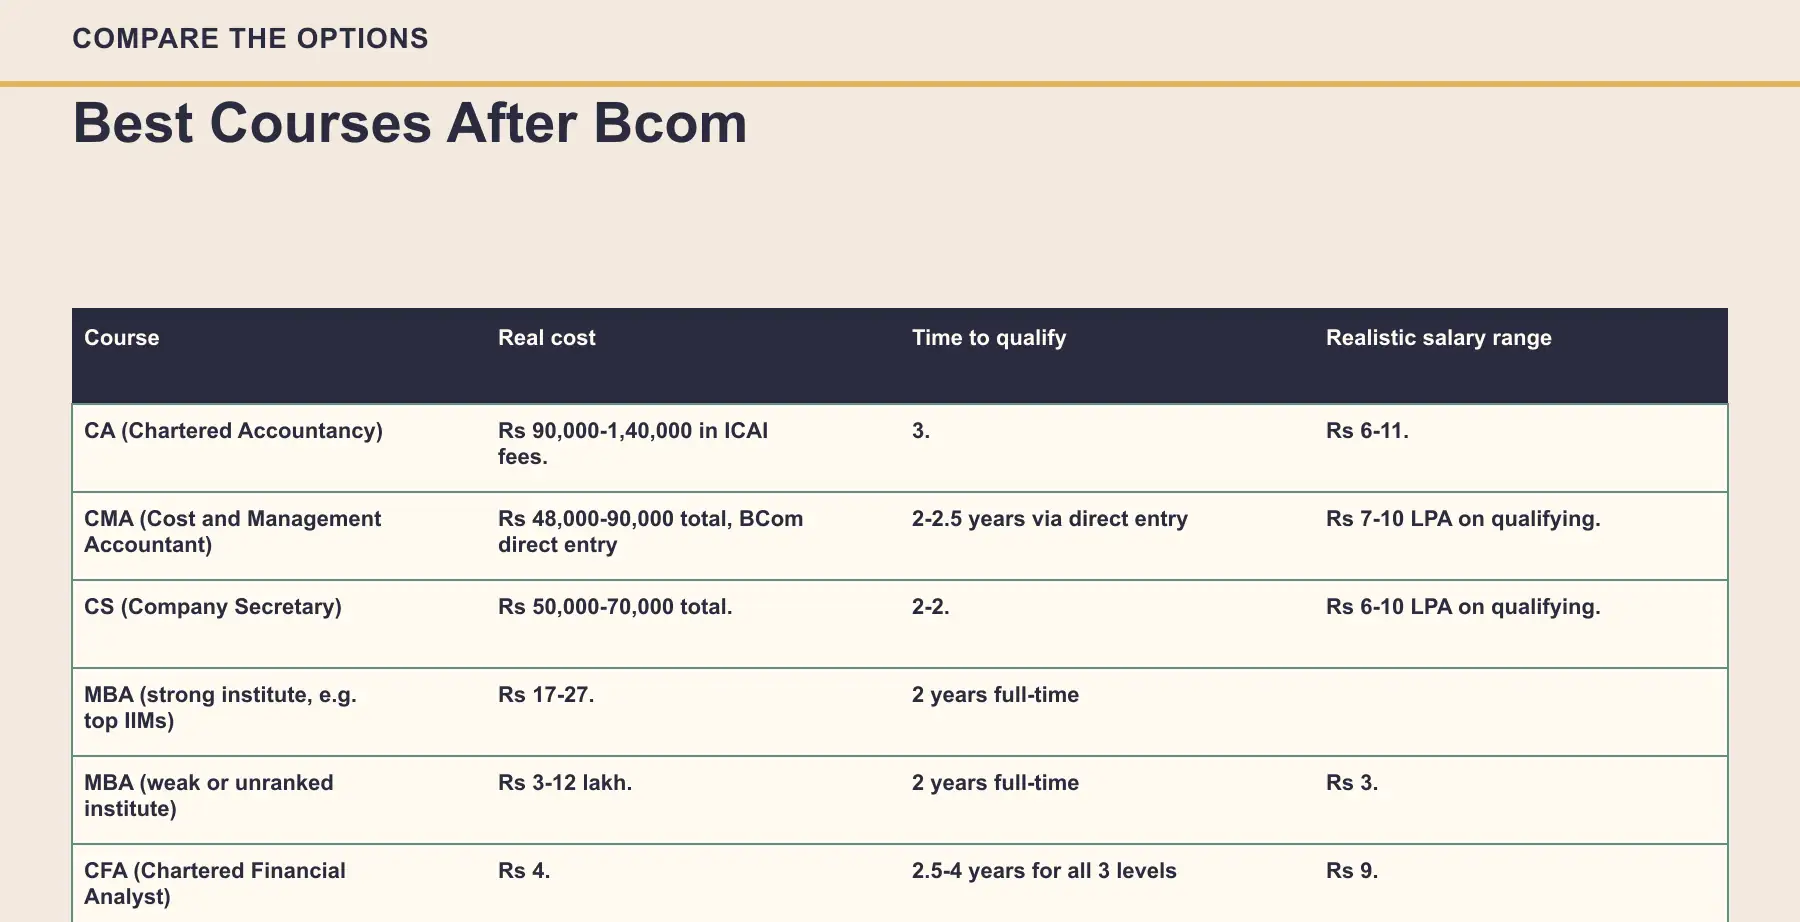 COMPARE THE OPTIONS
Best Courses After Bcom
Course Real cost Time to qualify Realistic salary range
CA (Chartered Accountancy) Rs 90,000-1,40,000 in ICAI 3. Rs 6-11.
fees.
CMA (Cost and Management Rs 48,000-90,000 total, BCom 2-2.5 years via direct entry Rs 7-10 LPA on qualifying.
Accountant) direct entry
CS (Company Secretary) Rs 50,000-70,000 total. 2-2. Rs 6-10 LPA on qualifying.
MBA (strong institute, e.g. Rs 17-27. 2 years full-time
top IIMs)
MBA (weak or unranked Rs 3-12 lakh. 2 years full-time Rs 3.
institute)
CFA (Chartered Financial Rs 4. 2.5-4 years for all 3 levels Rs 9.
Analyst)